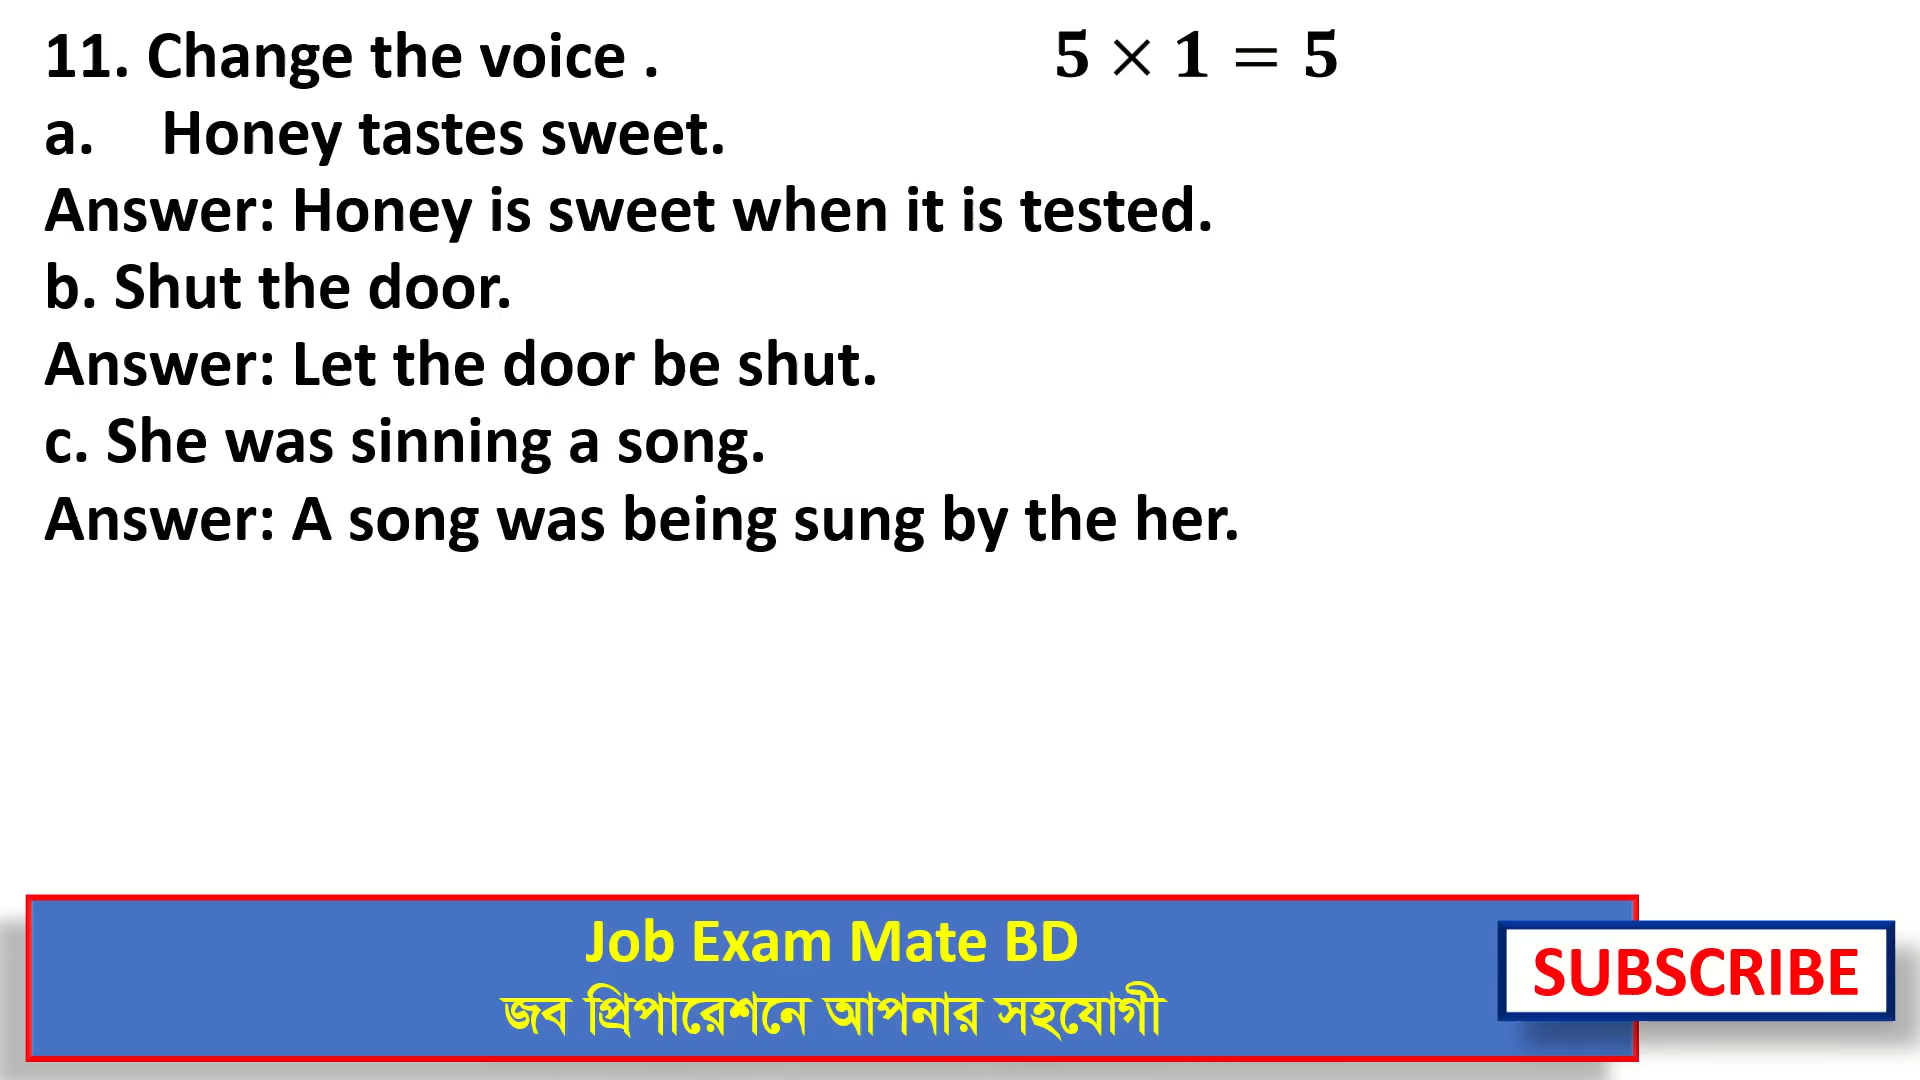 11. Change the voice . 5 × 1 = 5
a. Honey tastes sweet.
Answer: Honey is sweet when it is tested.
b. Shut the door.
Answer: Let the door be shut.
c. She was sinning a song.
Answer: A song was being sung by the her.
Job Exam Mate BD
জব প্রিপারেশনে আপনার সহযোগী
SUBSCRIBE